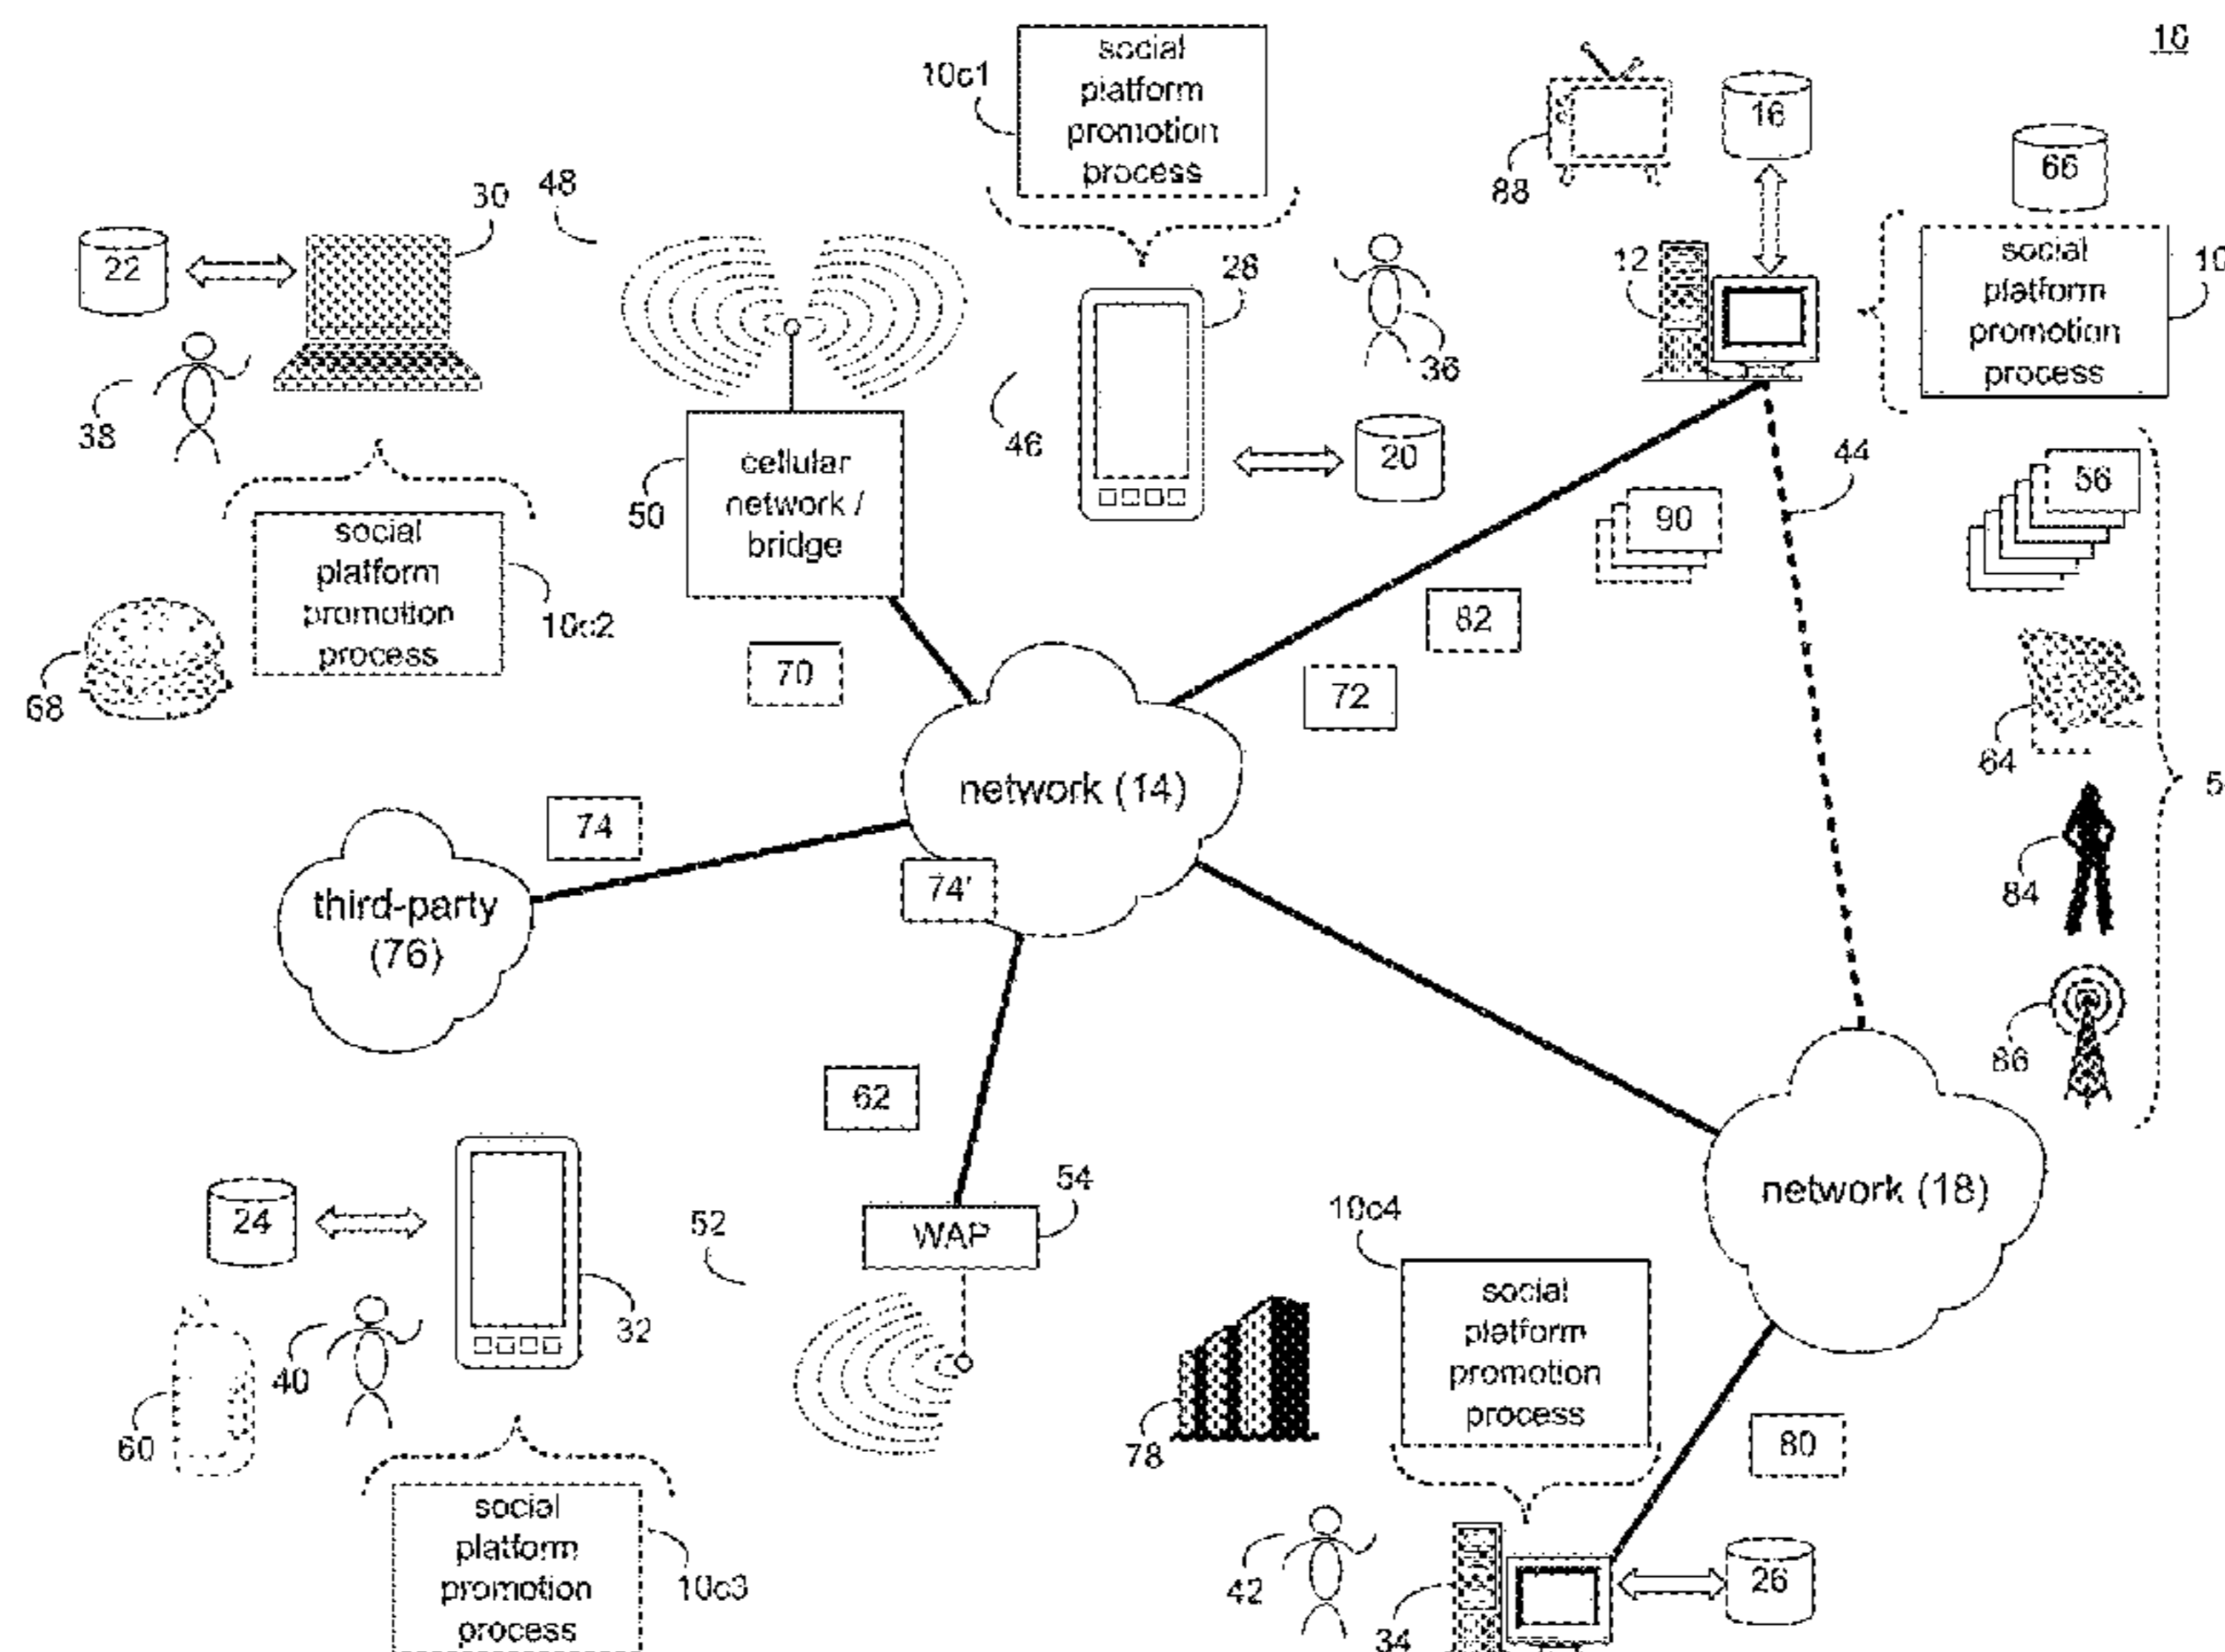 16
10c1
social
platform
promotion
process
88
16
66
48
30
22
38
28
36
12
social
platform
promotion
process
10
46
20
50
cellular
network /
bridge
44
56
90
social
platform
promotion
process
10c2
68
70
82
72
64
5
network (14)
74
74'
third-party
(76)
84
86
62
54
WAP
52
24
32
40
60
network (18)
10c4
social
platform
promotion
process
78
80
social
platform
promotion
process
10c3
42
34
26